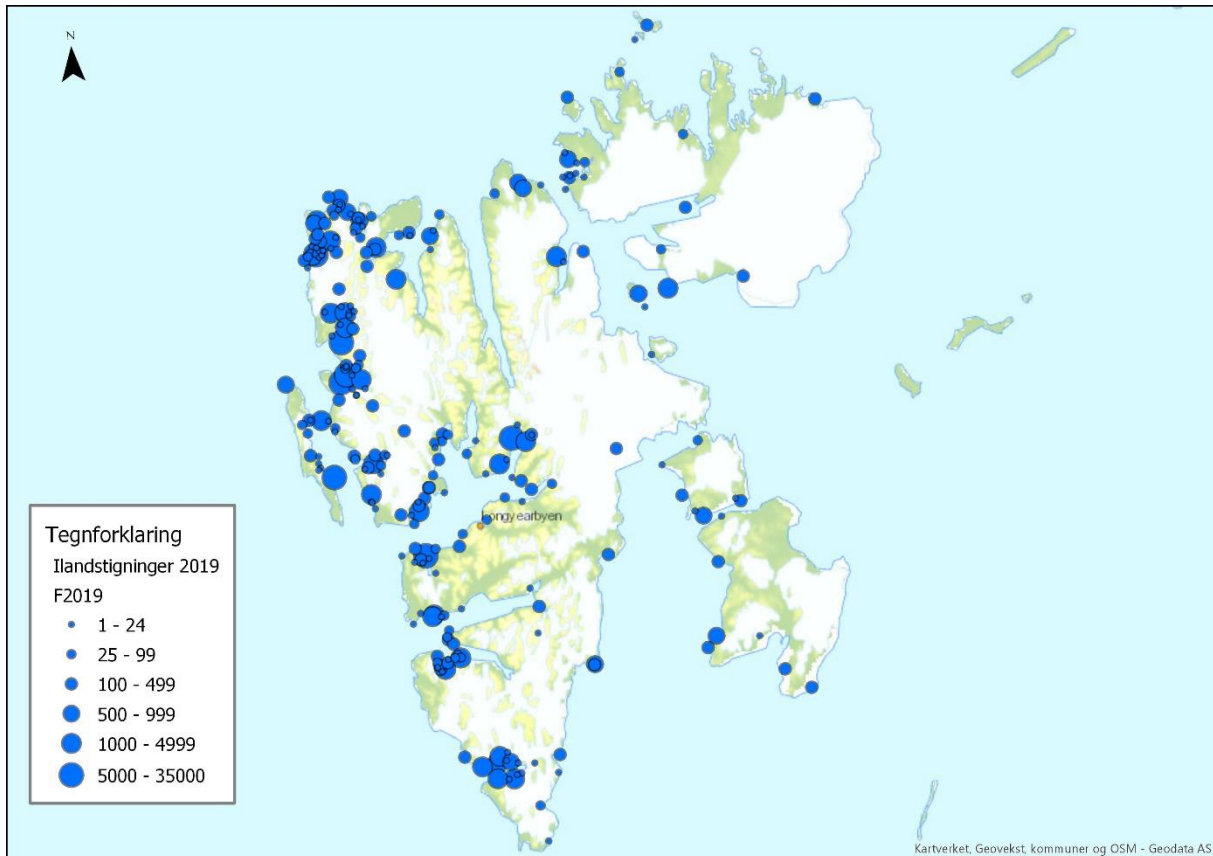 N
Longyearbyen
Tegnforklaring
Ilandstigninger 2019
F2019
1 - 24
25 - 99
100 - 499
500 - 999
1000 - 4999
5000 - 35000
Kartverket, Geovekst, kommuner og OSM - Geodata AS